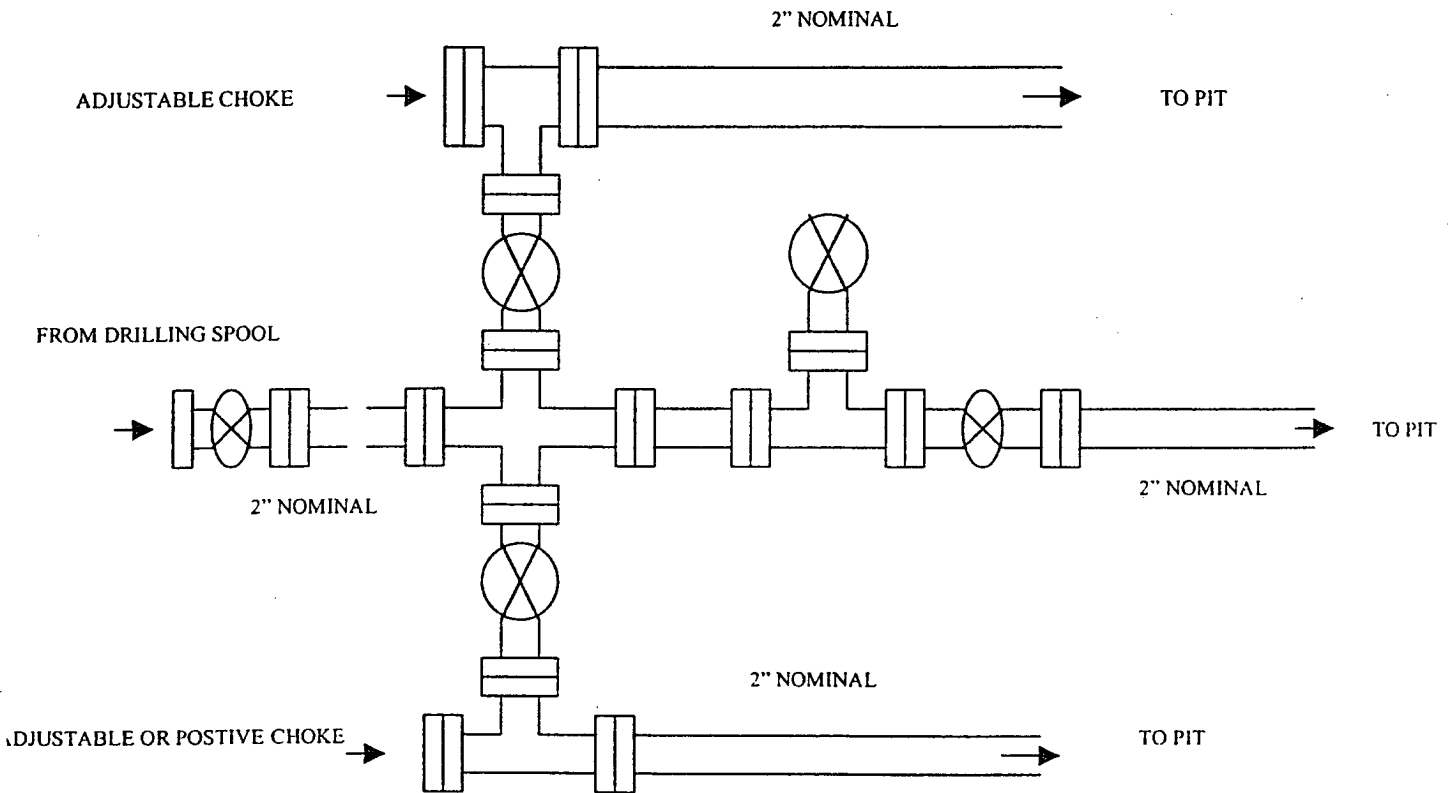 2” NOMINAL
ADJUSTABLE CHOKE
TO PIT
FROM DRILLING SPOOL
TO PIT
2” NOMINAL
2” NOMINAL
2” NOMINAL
ADJUSTABLE OR POSTIVE CHOKE
TO PIT